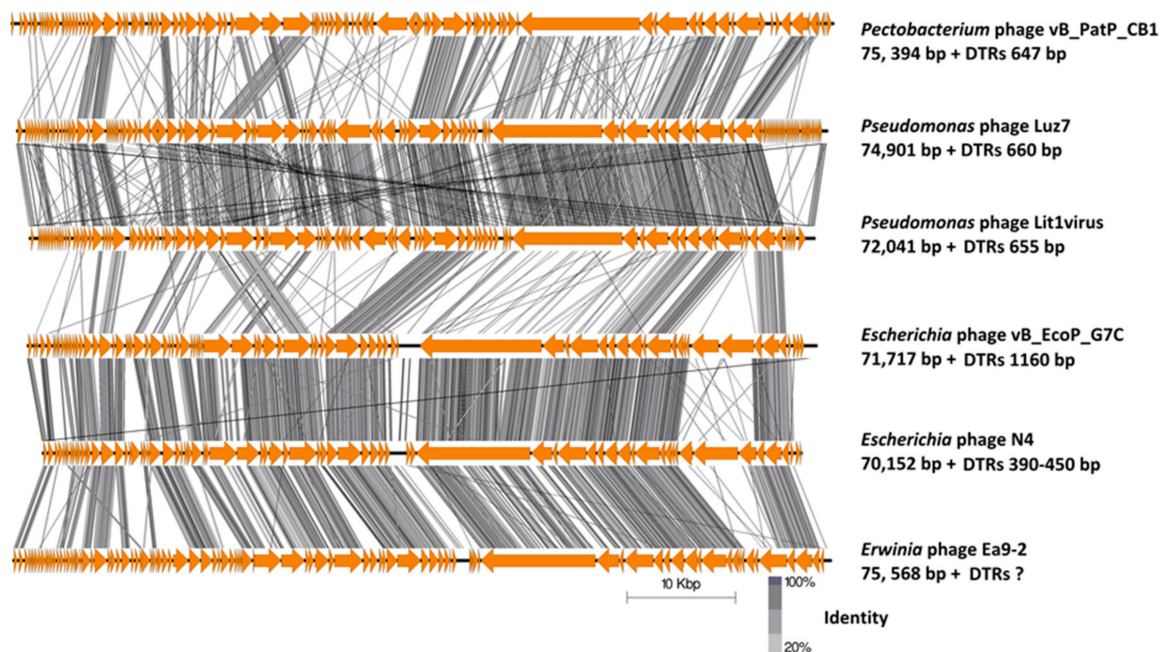 Pectobacterium phage vB_PatP_CB1
75, 394 bp + DTRs 647 bp
Pseudomonas phage Luz7
74,901 bp + DTRs 660 bp
Pseudomonas phage Lit1virus
72,041 bp + DTRs 655 bp
Escherichia phage vB_EcoP_G7C
71,717 bp + DTRs 1160 bp
Escherichia phage N4
70,152 bp + DTRs 390-450 bp
Erwinia phage Ea9-2
75, 568 bp + DTRs ?
10 Kbp
100%
Identity
20%